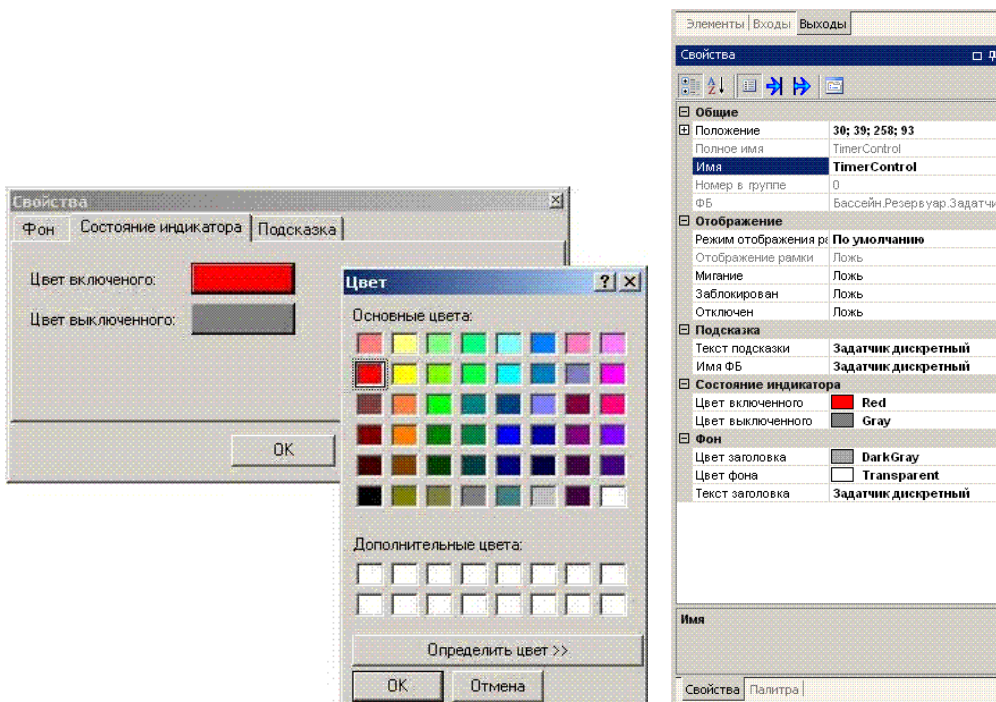 Свойства
Фон Состояние индикатора Подсказка
Цвет включеного:
Цвет выключенного:
OK
Цвет
Основные цвета:
Дополнительные цвета:
Определить цвет >>
OK Отмена
Элементы Входы Выходы
Свойства
Общие
Положение 30; 39; 258; 93
Полное имя TimerControl
Имя TimerControl
Номер в группе 0
ФБ Бассейн.Резервуар.Задатчи
Отображение
Режим отображения ра По умолчанию
Отображение рамки Ложь
Мигание Ложь
Заблокирован Ложь
Отключен Ложь
Подсказка
Текст подсказки Задатчик дискретный
Имя ФБ Задатчик дискретный
Состояние индикатора
Цвет включенного Red
Цвет выключенного Gray
Фон
Цвет заголовка DarkGray
Цвет фона Transparent
Текст заголовка Задатчик дискретный
Имя
Свойства Палитра